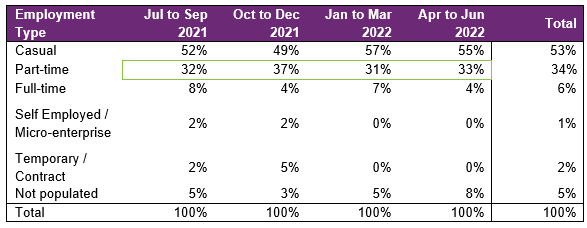 Employment Type Jul to Sep 2021 Oct to Dec 2021 Jan to Mar 2022 Apr to Jun 2022 Total
Casual 52% 49% 57% 55% 53%
Part-time 32% 37% 31% 33% 34%
Full-time 8% 4% 7% 4% 6%
Self Employed / Micro-enterprise 2% 2% 0% 0% 1%
Temporary / Contract 2% 5% 0% 0% 2%
Not populated 5% 3% 5% 8% 5%
Total 100% 100% 100% 100% 100%